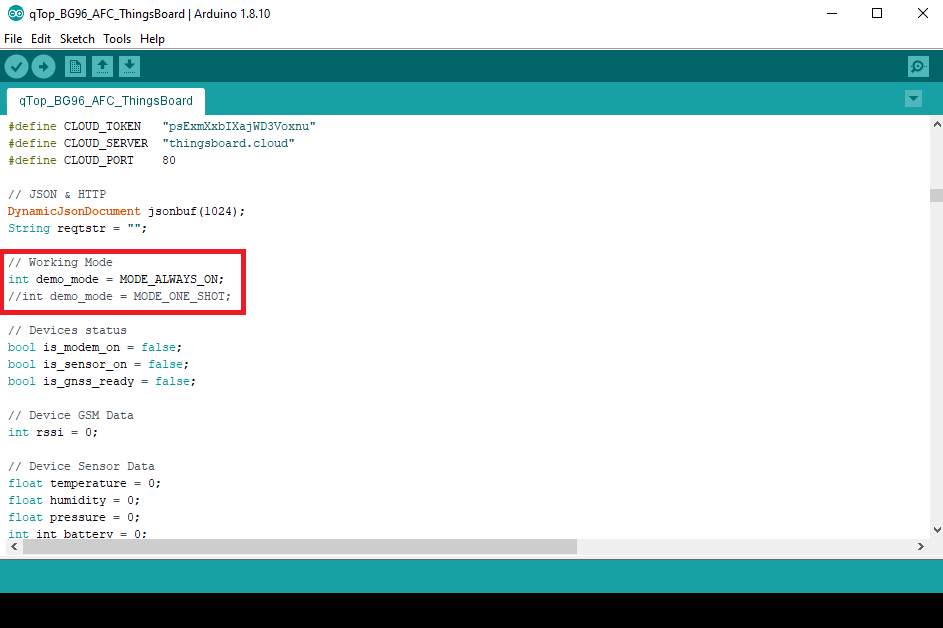 qTop_BG96_AFC_ThingsBoard | Arduino 1.8.10
File Edit Sketch Tools Help
qTop_BG96_AFC_ThingsBoard
#define CLOUD_TOKEN "psExmXxbIXajWD3Voxnu"
#define CLOUD_SERVER "thingsboard.cloud"
#define CLOUD_PORT 80
// JSON & HTTP
DynamicJsonDocument jsonbuf(1024);
String reqtstr = "";
// Working Mode
int demo_mode = MODE_ALWAYS_ON;
//int demo_mode = MODE_ONE_SHOT;
// Devices status
bool is_modem_on = false;
bool is_sensor_on = false;
bool is_gnss_ready = false;
// Device GSM Data
int rssi = 0;
// Device Sensor Data
float temperature = 0;
float humidity = 0;
float pressure = 0;
int int_battery = 0;